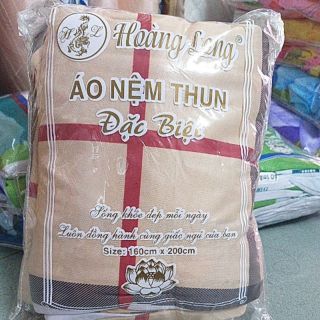 Hoàng Long®
H L
ÁO NỆM THUN
Đặc Biệt
Sống khỏe đẹp mỗi ngày
Luôn đồng hành cùng giấc ngủ của bạn
Size: 160cm x 200cm